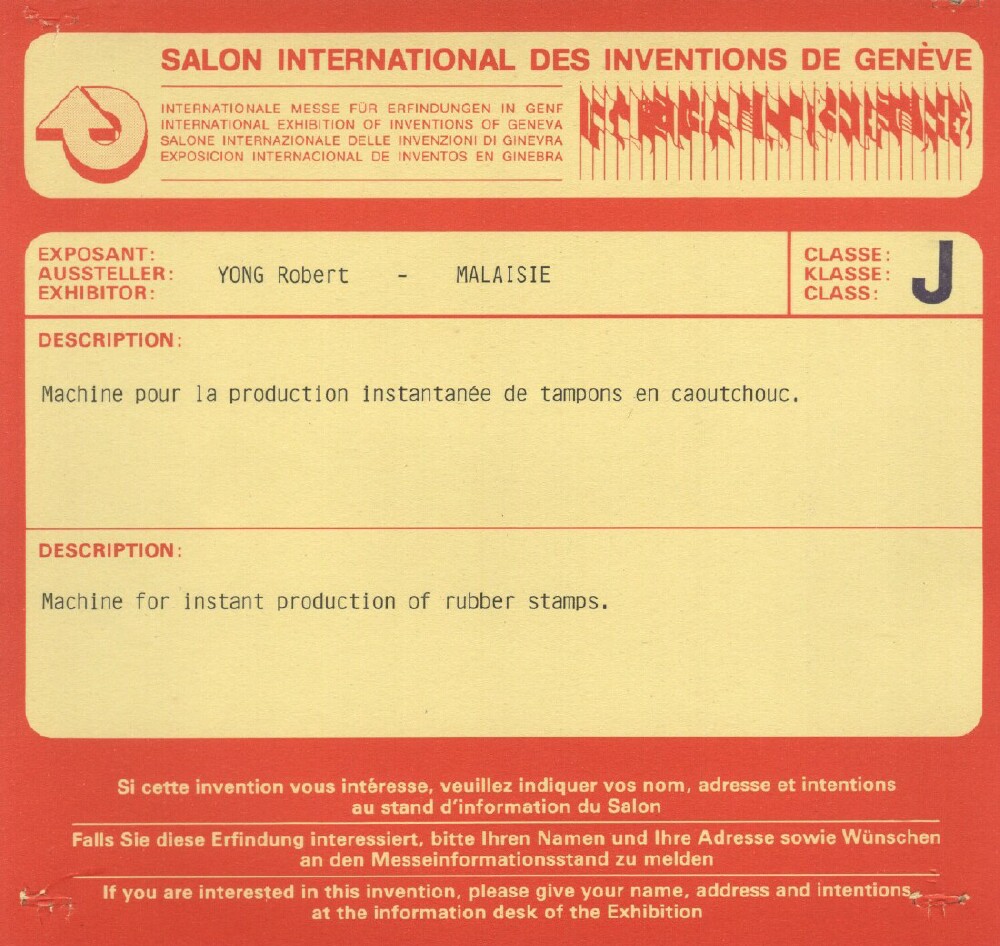 SALON INTERNATIONAL DES INVENTIONS DE GENÈVE
INTERNATIONALE MESSE FÜR ERFINDUNGEN IN GENF
INTERNATIONAL EXHIBITION OF INVENTIONS OF GENEVA
SALONE INTERNAZIONALE DELLE INVENZIONI DI GINEVRA
EXPOSICION INTERNACIONAL DE INVENTOS EN GINEBRA
EXPOSANT:
AUSSTELLER: YONG Robert - MALAISIE
EXHIBITOR:
CLASSE:
KLASSE: J
CLASS:
DESCRIPTION:
Machine pour la production instantanée de tampons en caoutchouc.
DESCRIPTION:
Machine for instant production of rubber stamps.
Si cette invention vous intéresse, veuillez indiquer vos nom, adresse et intentions
au stand d'information du Salon
Falls Sie diese Erfindung interessiert, bitte Ihren Namen und Ihre Adresse sowie Wünschen
an den Messeinformationsstand zu melden
If you are interested in this invention, please give your name, address and intentions
at the information desk of the Exhibition